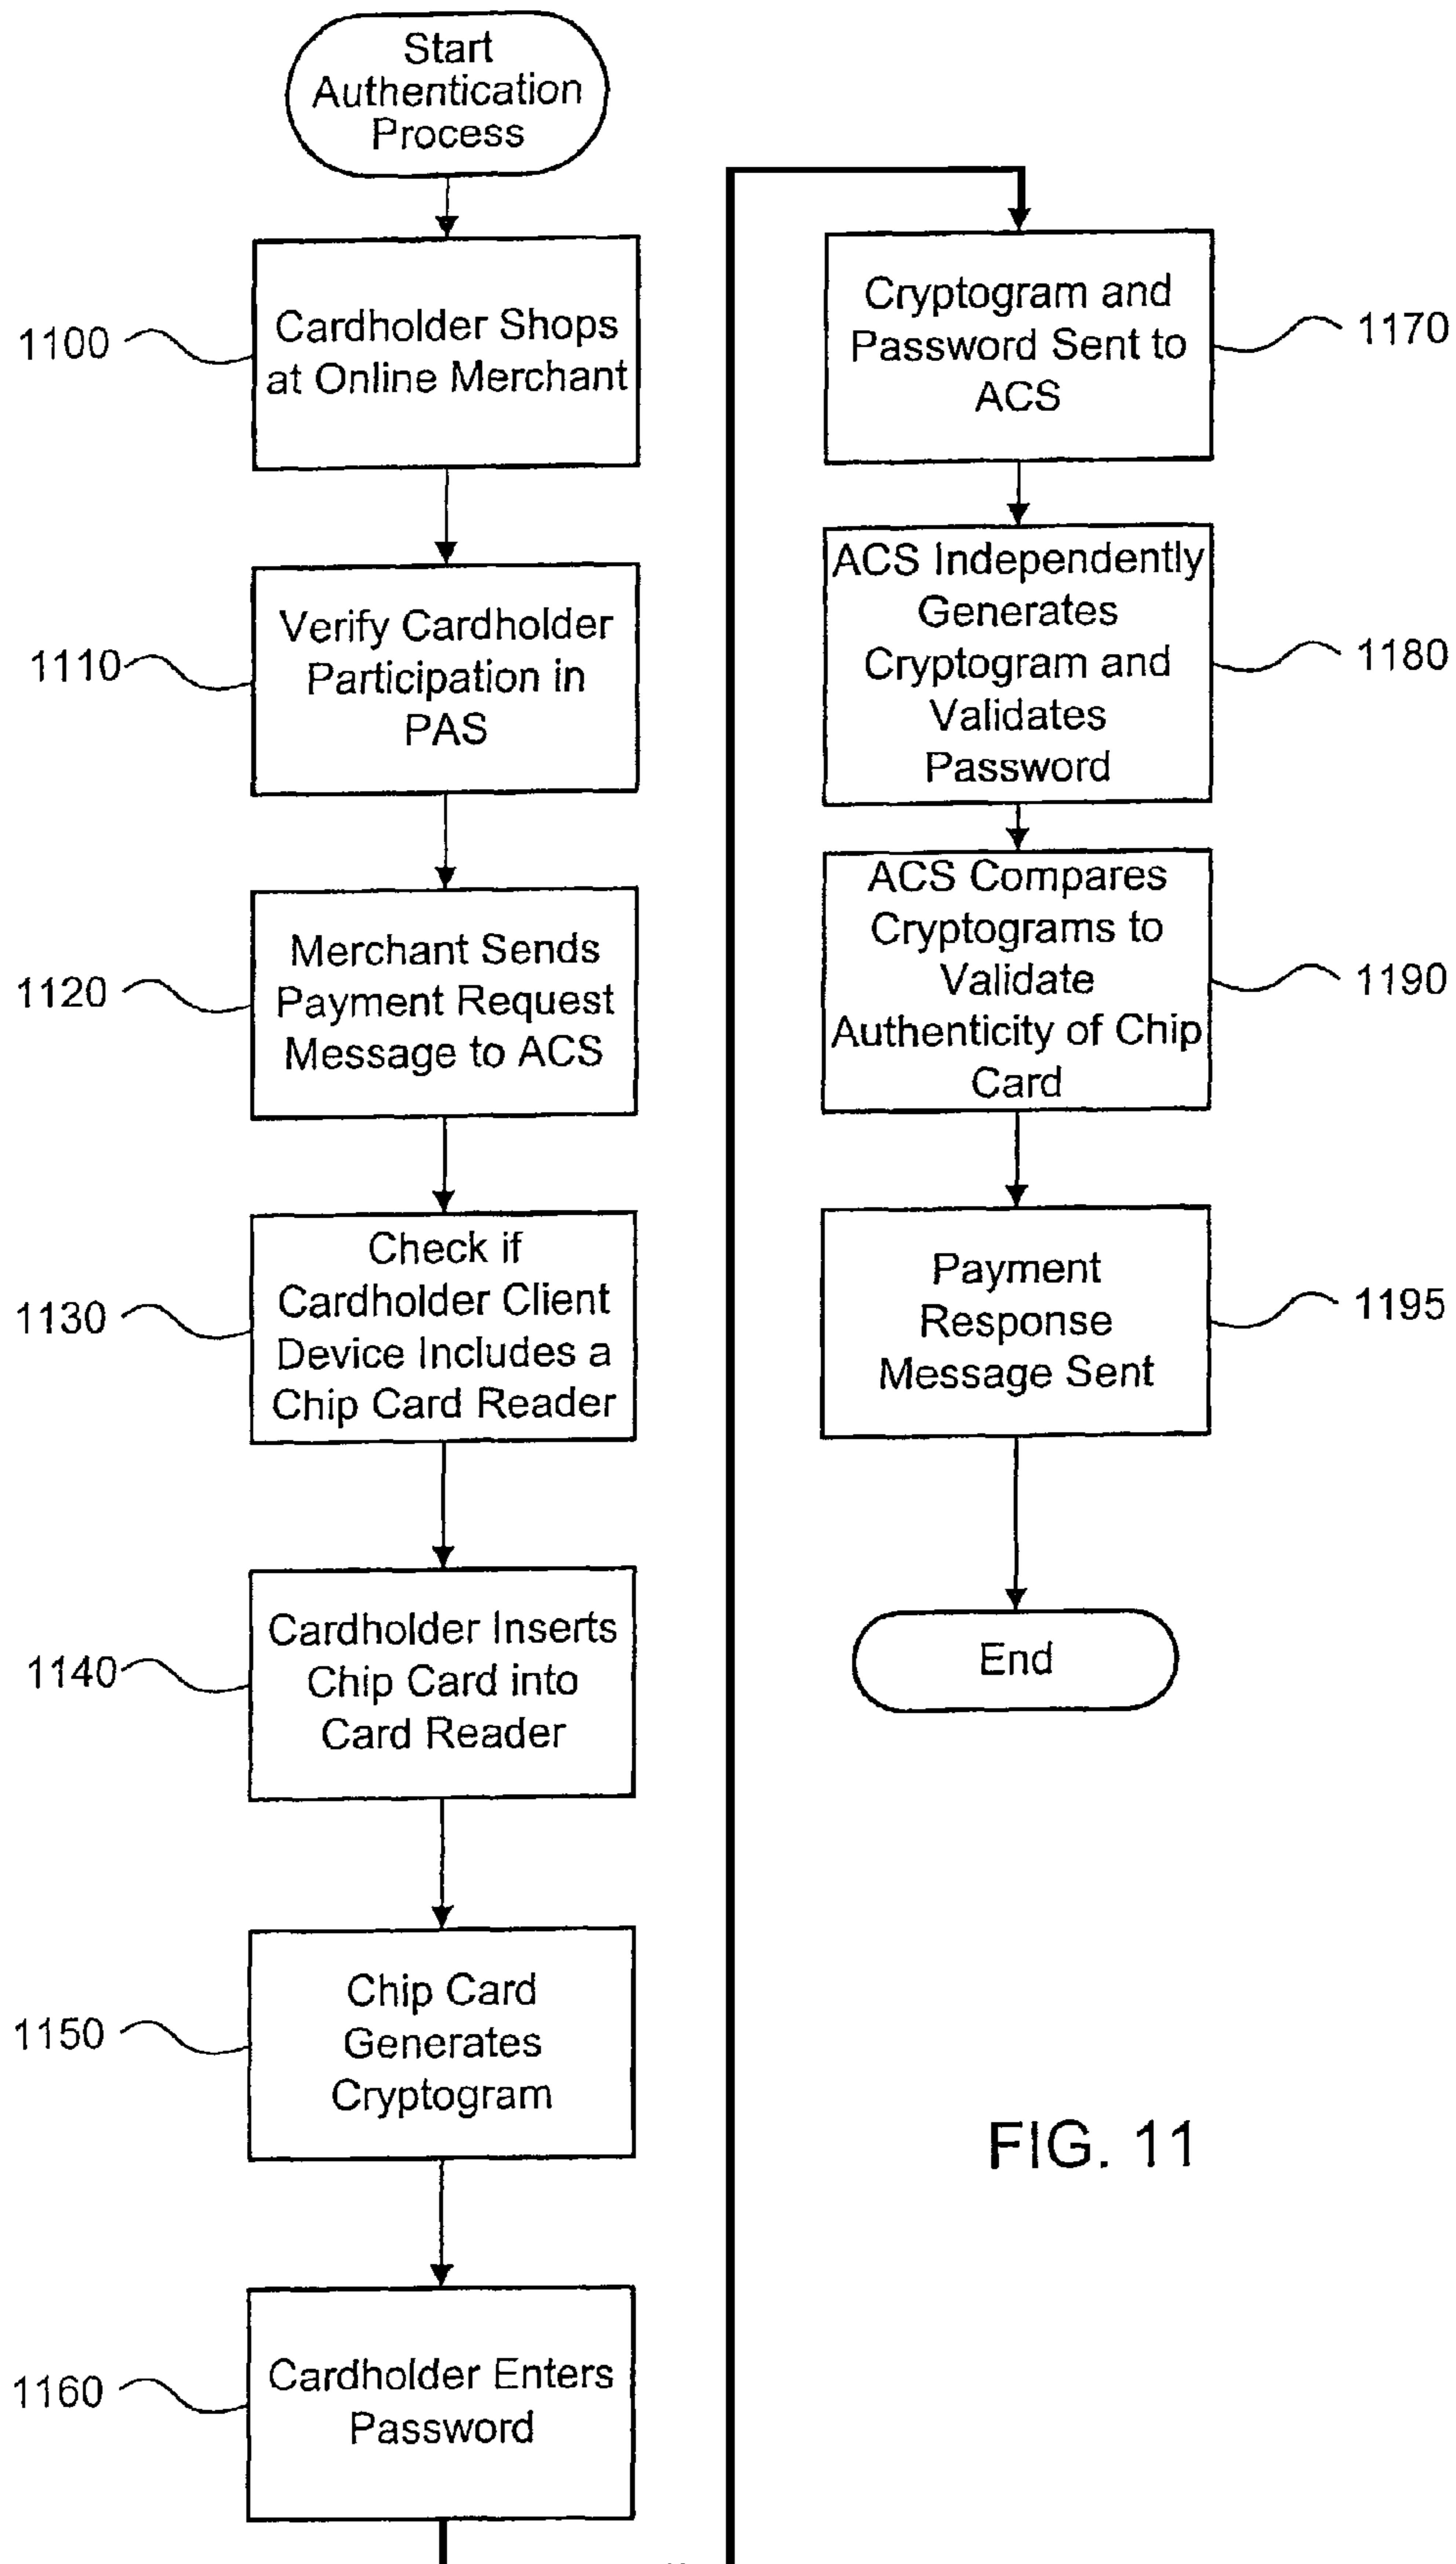 Start
Authentication
Process
1100
Cardholder Shops
at Online Merchant
1110
Verify Cardholder
Participation in
PAS
1120
Merchant Sends
Payment Request
Message to ACS
1130
Check if
Cardholder Client
Device Includes a
Chip Card Reader
1140
Cardholder Inserts
Chip Card into
Card Reader
1150
Chip Card
Generates
Cryptogram
1160
Cardholder Enters
Password
Cryptogram and
Password Sent to
ACS
1170
ACS Independently
Generates
Cryptogram and
Validates
Password
1180
ACS Compares
Cryptograms to
Validate
Authenticity of Chip
Card
1190
Payment
Response
Message Sent
1195
End
FIG. 11